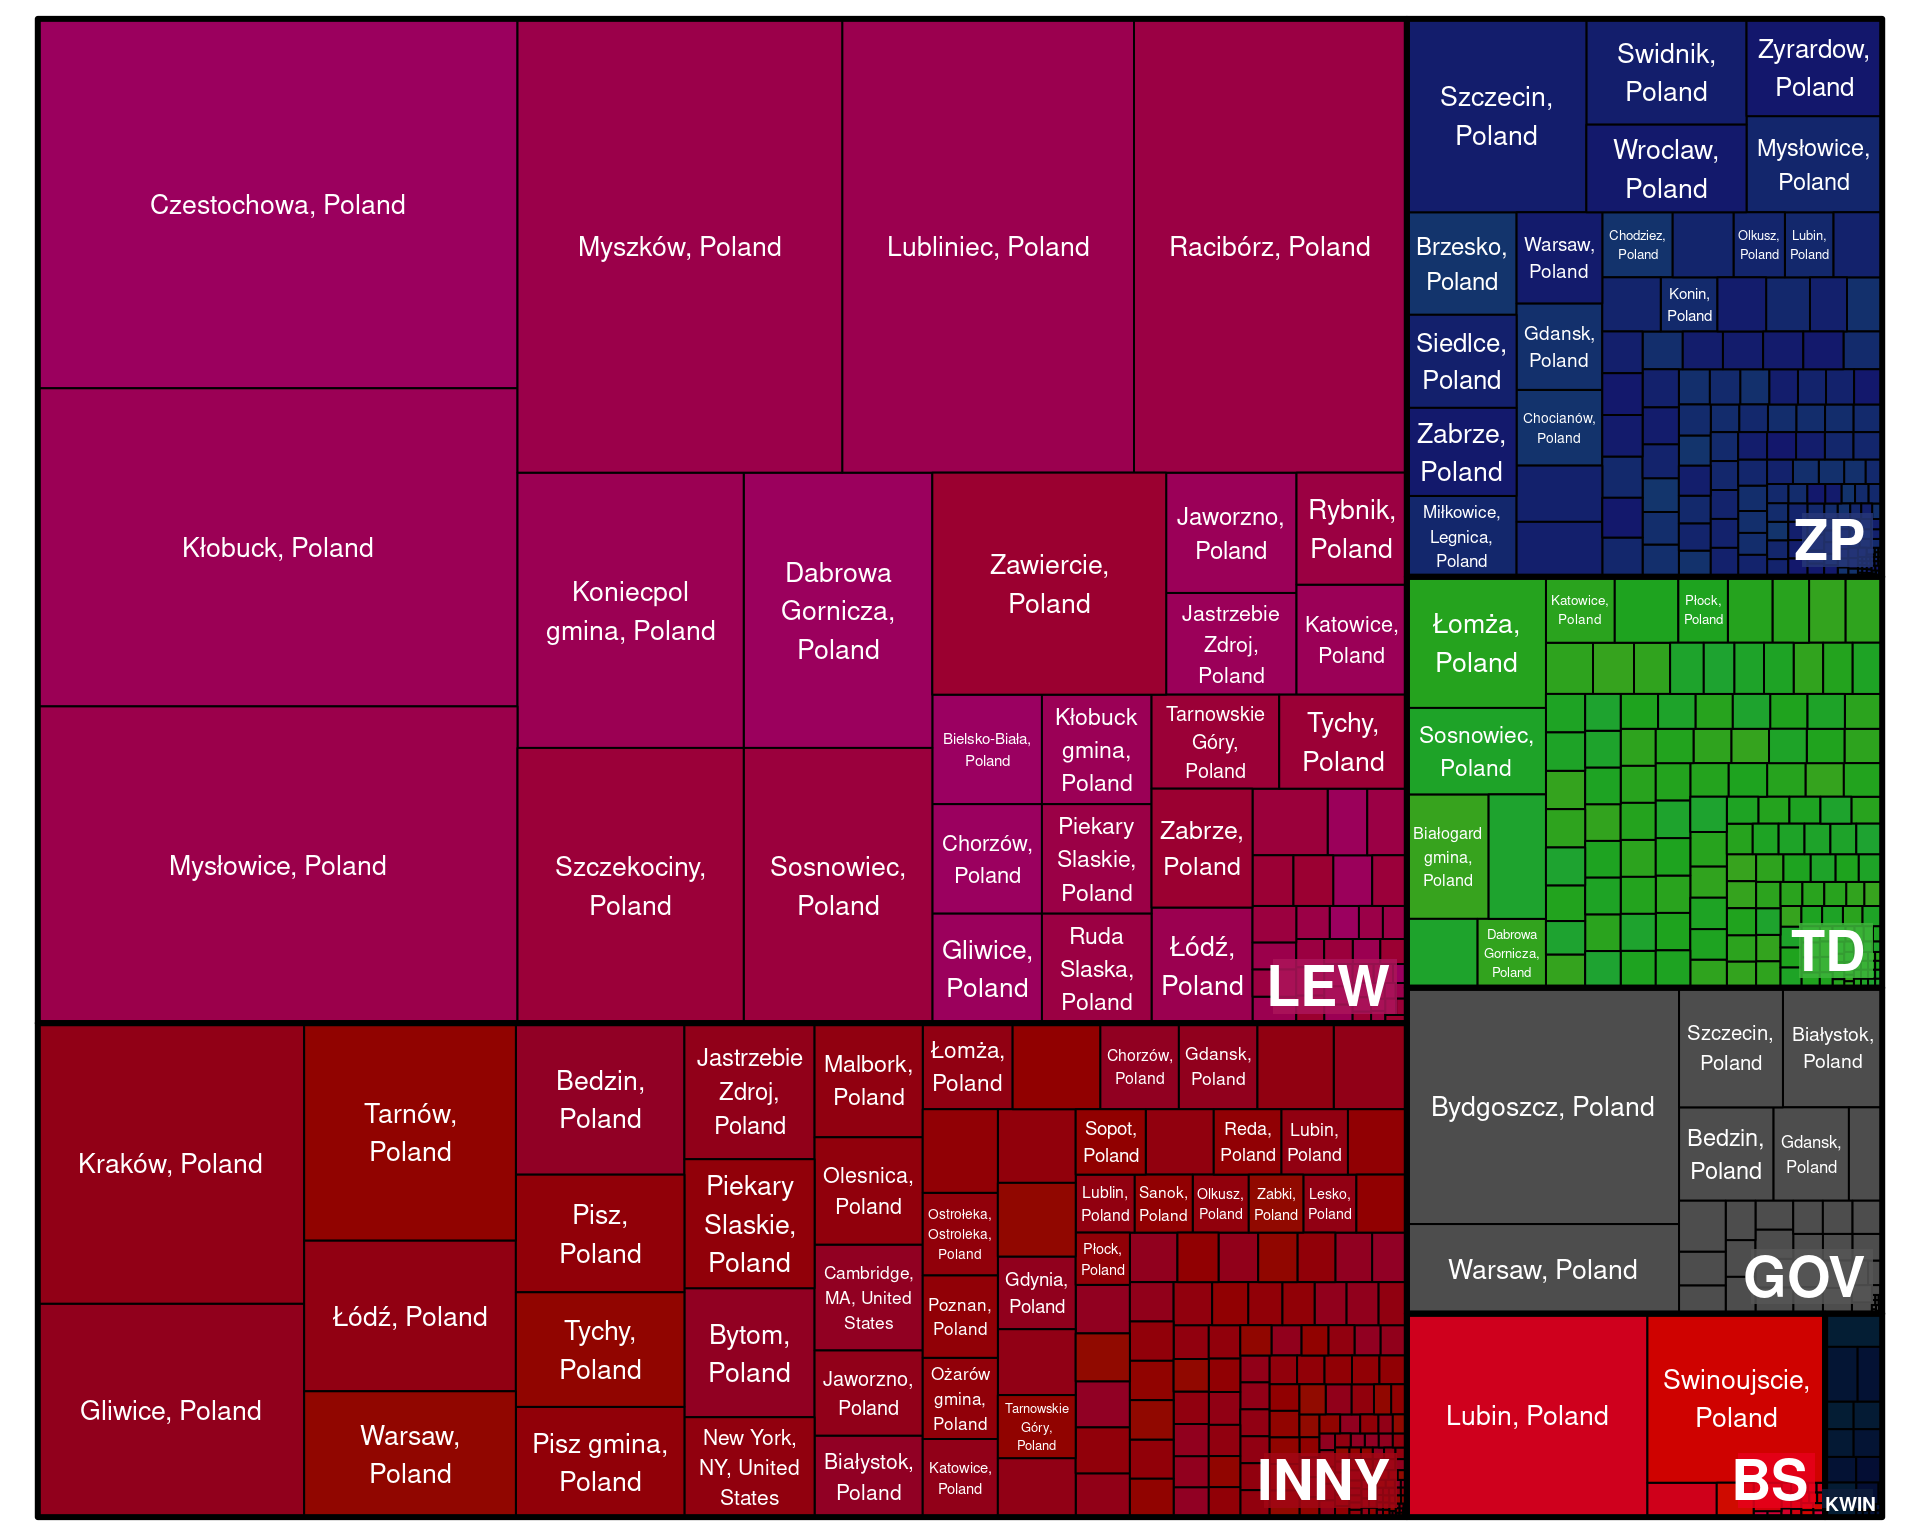 Czestochowa, Poland
Kłobuck, Poland
Mysłowice, Poland
Myszków, Poland
Lubliniec, Poland
Racibórz, Poland
Koniecpol
gmina, Poland
Dabrowa
Gornicza,
Poland
Szczekociny,
Poland
Sosnowiec,
Poland
Zawiercie,
Poland
Jaworzno,
Poland
Rybnik,
Poland
Jastrzebie
Zdroj,
Poland
Katowice,
Poland
Bielsko-Biała,
Poland
Kłobuck
gmina,
Poland
Tarnowskie
Góry,
Poland
Tychy,
Poland
Chorzów,
Poland
Piekary
Slaskie,
Poland
Zabrze,
Poland
Gliwice,
Poland
Ruda
Slaska,
Poland
Łódź,
Poland
LEW
Kraków, Poland
Gliwice, Poland
Tarnów,
Poland
Łódź, Poland
Warsaw,
Poland
Bedzin,
Poland
Pisz,
Poland
Tychy,
Poland
Pisz gmina,
Poland
Jastrzebie
Zdroj,
Poland
Piekary
Slaskie,
Poland
Bytom,
Poland
New York,
NY, United
States
Malbork,
Poland
Olesnica,
Poland
Cambridge,
MA, United
States
Jaworzno,
Poland
Białystok,
Poland
Łomża,
Poland
Chorzów,
Poland
Gdansk,
Poland
Ostrołeka,
Ostroleka,
Poland
Poznan,
Poland
Ożarów
gmina,
Poland
Katowice,
Poland
Gdynia,
Poland
Tarnowskie
Góry,
Poland
Sopot,
Poland
Reda,
Poland
Lubin,
Poland
Lublin,
Poland
Sanok,
Poland
Olkusz,
Poland
Zabki,
Poland
Lesko,
Poland
Płock,
Poland
INNY
Szczecin,
Poland
Swidnik,
Poland
Zyrardow,
Poland
Wroclaw,
Poland
Mysłowice,
Poland
Brzesko,
Poland
Siedlce,
Poland
Zabrze,
Poland
Miłkowice,
Legnica,
Poland
Warsaw,
Poland
Gdansk,
Poland
Chocianów,
Poland
Chodziez,
Poland
Olkusz,
Poland
Lubin,
Poland
Konin,
Poland
ZP
Łomża,
Poland
Sosnowiec,
Poland
Białogard
gmina,
Poland
Dabrowa
Gornicza,
Poland
Katowice,
Poland
Płock,
Poland
TD
Bydgoszcz, Poland
Warsaw, Poland
Szczecin,
Poland
Białystok,
Poland
Bedzin,
Poland
Gdansk,
Poland
GOV
Lubin, Poland
Swinoujscie,
Poland
BS
KWIN